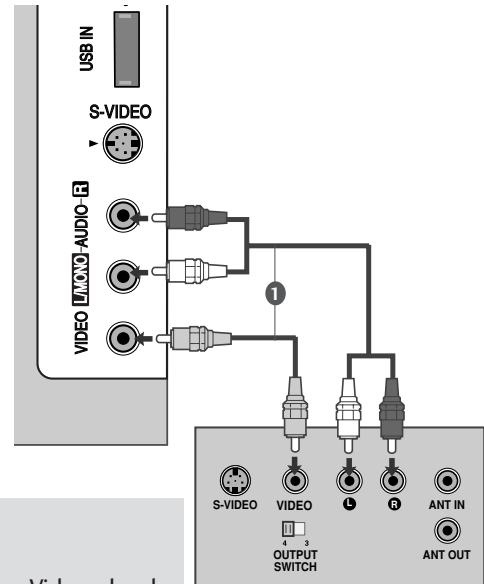 USB IN
S-VIDEO
VIDEO L/MONO-AUDIO-R
1
S-VIDEO
VIDEO
L
R
ANT IN
4 3
OUTPUT
SWITCH
ANT OUT